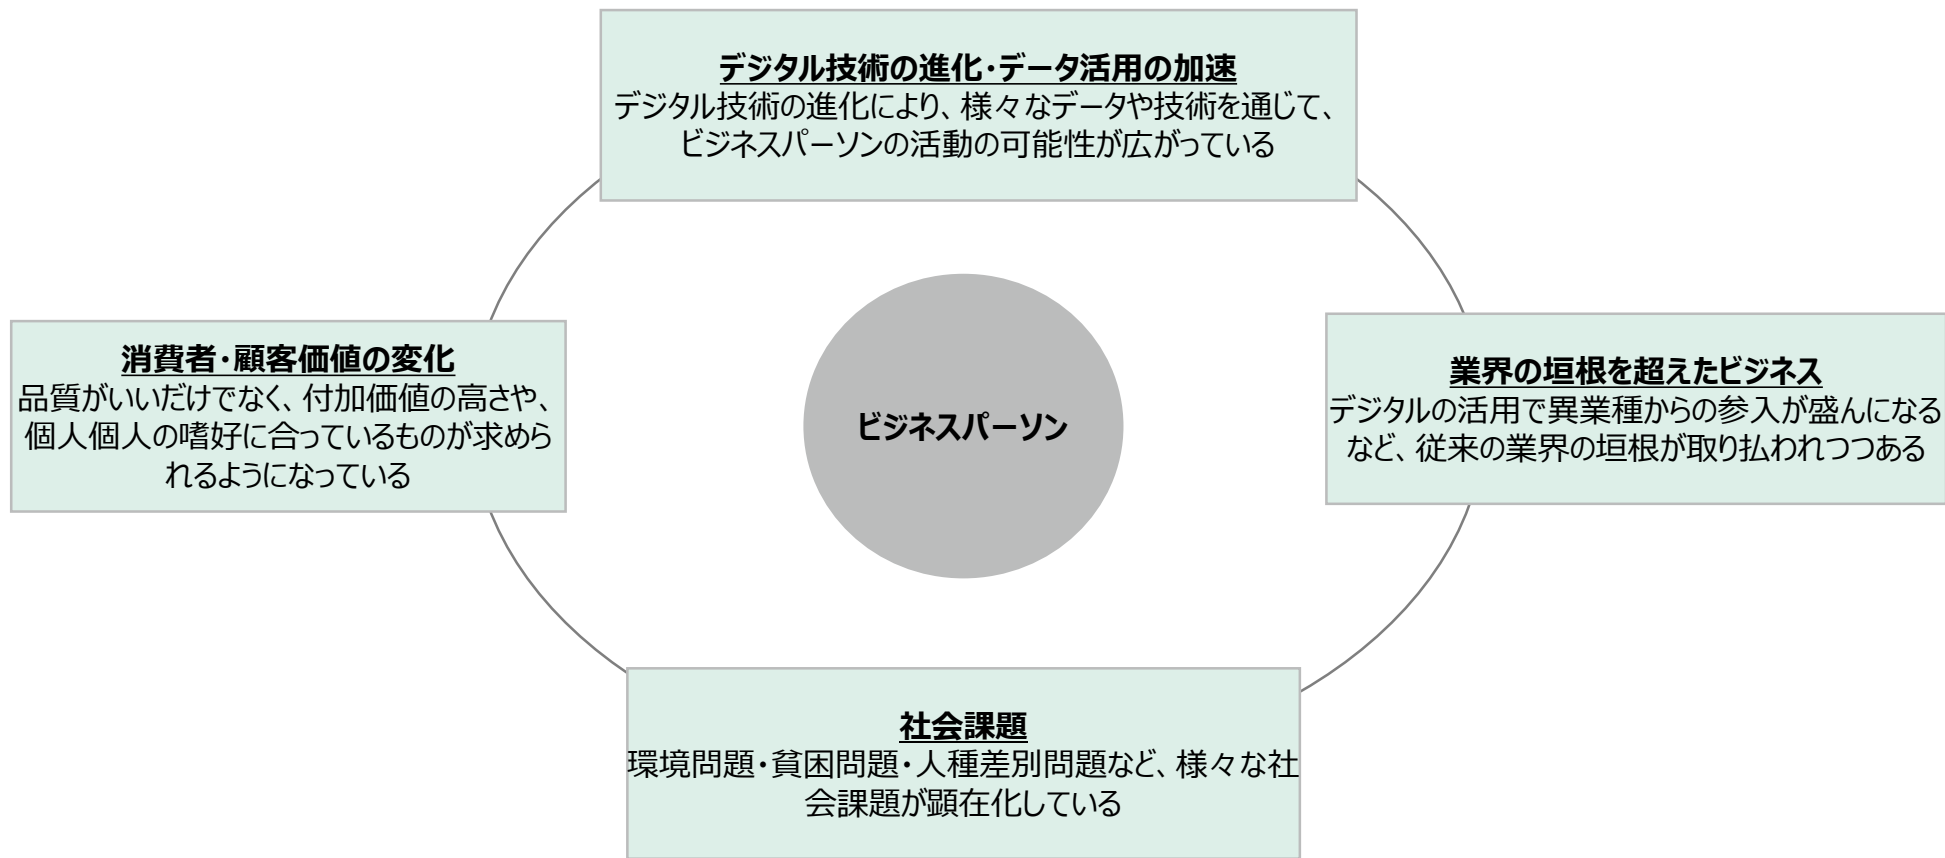 デジタル技術の進化・データ活用の加速
デジタル技術の進化により、様々なデータや技術を通じて、
ビジネスパーソンの活動の可能性が広がっている
消費者・顧客価値の変化
品質がいいだけでなく、付加価値の高さや、
個人個人の嗜好に合っているものが求めら
れるようになっている
ビジネスパーソン
業界の垣根を超えたビジネス
デジタルの活用で異業種からの参入が盛んになる
など、従来の業界の垣根が取り払われつつある
社会課題
環境問題・貧困問題・人種差別問題など、様々な社
会課題が顕在化している